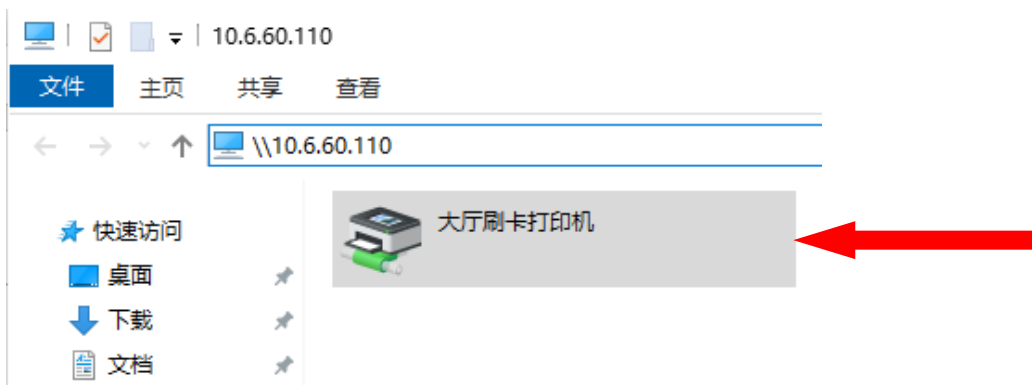 10.6.60.110
文件 主页 共享 查看
\\10.6.60.110
快速访问
大厅刷卡打印机
桌面
下载
文档